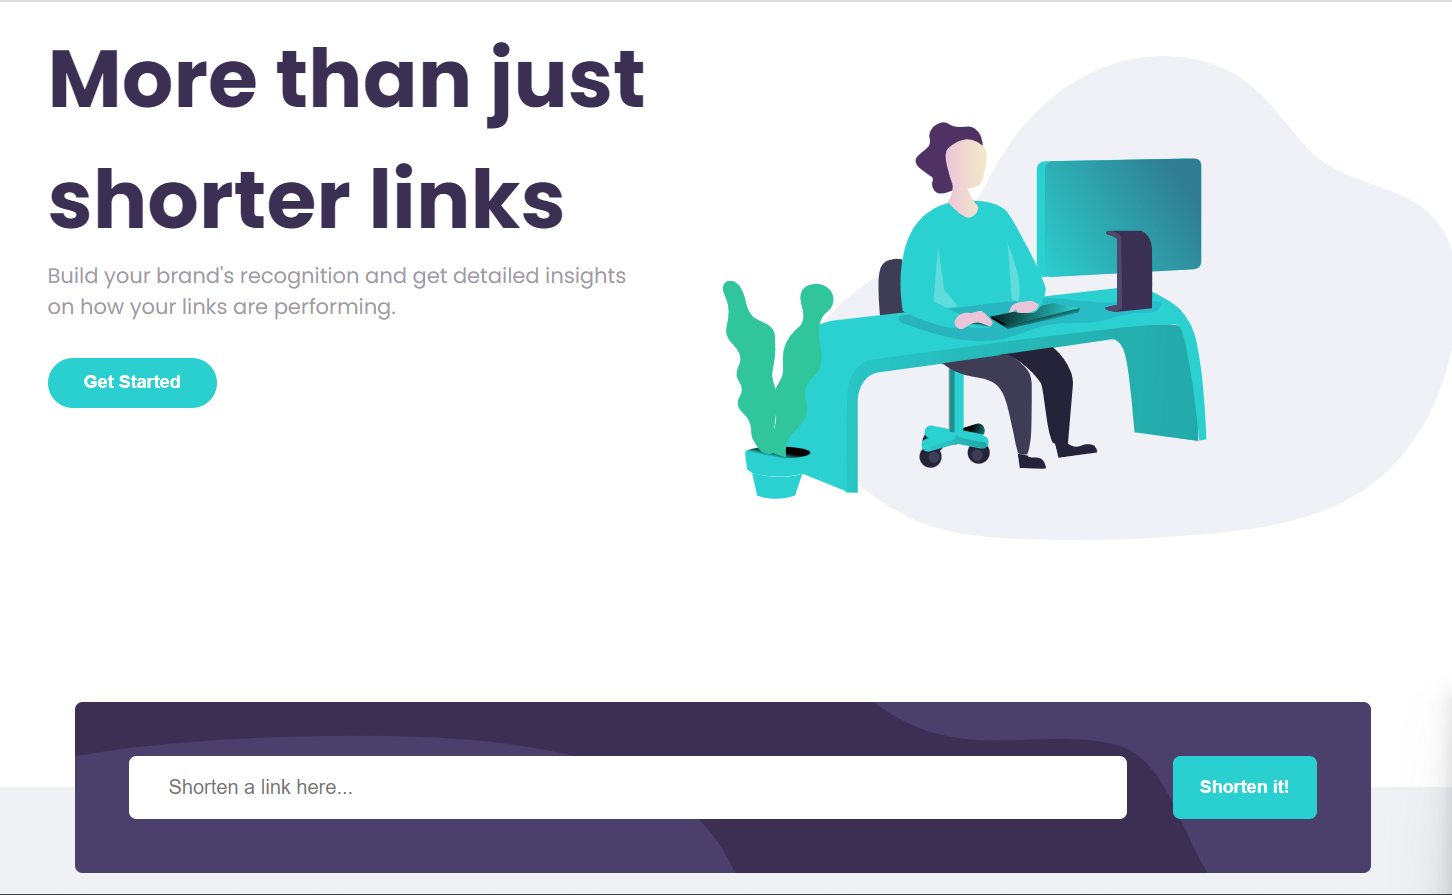 More than just
shorter links
Build your brand's recognition and get detailed insights
on how your links are performing.
Get Started
Shorten a link here...
Shorten it!